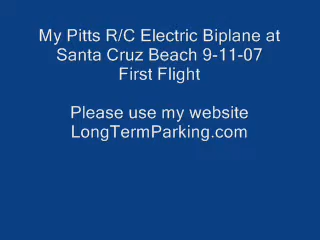 My Pitts R/C Electric Biplane at
Santa Cruz Beach 9-11-07
First Flight
Please use my website
LongTermParking.com